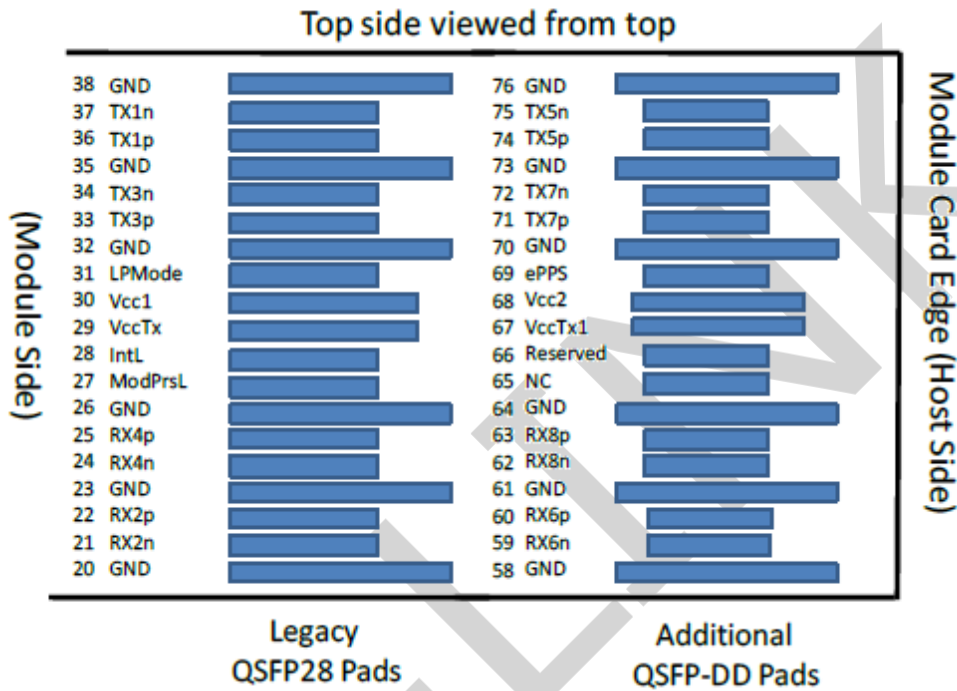 Top side viewed from top
38 GND 76 GND
37 TX1n 75 TX5n
36 TX1p 74 TX5p
35 GND 73 GND
34 TX3n 72 TX7n
33 TX3p 71 TX7p
32 GND 70 GND
31 LPMode 69 ePPS
30 Vcc1 68 Vcc2
29 VccTx 67 VccTx1
28 IntL 66 Reserved
27 ModPrsL 65 NC
26 GND 64 GND
25 RX4p 63 RX8p
24 RX4n 62 RX8n
23 GND 61 GND
22 RX2p 60 RX6p
21 RX2n 59 RX6n
20 GND 58 GND
(Module Side)
Module Card Edge (Host Side)
Legacy
QSFP28 Pads
Additional
QSFP-DD Pads